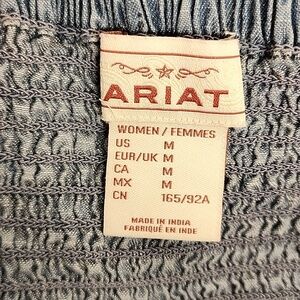 ARIAT
WOMEN / FEMMES
US M
EUR/UK M
CA M
MX M
CN 165/92A
MADE IN INDIA
FABRIQUÉ EN INDE